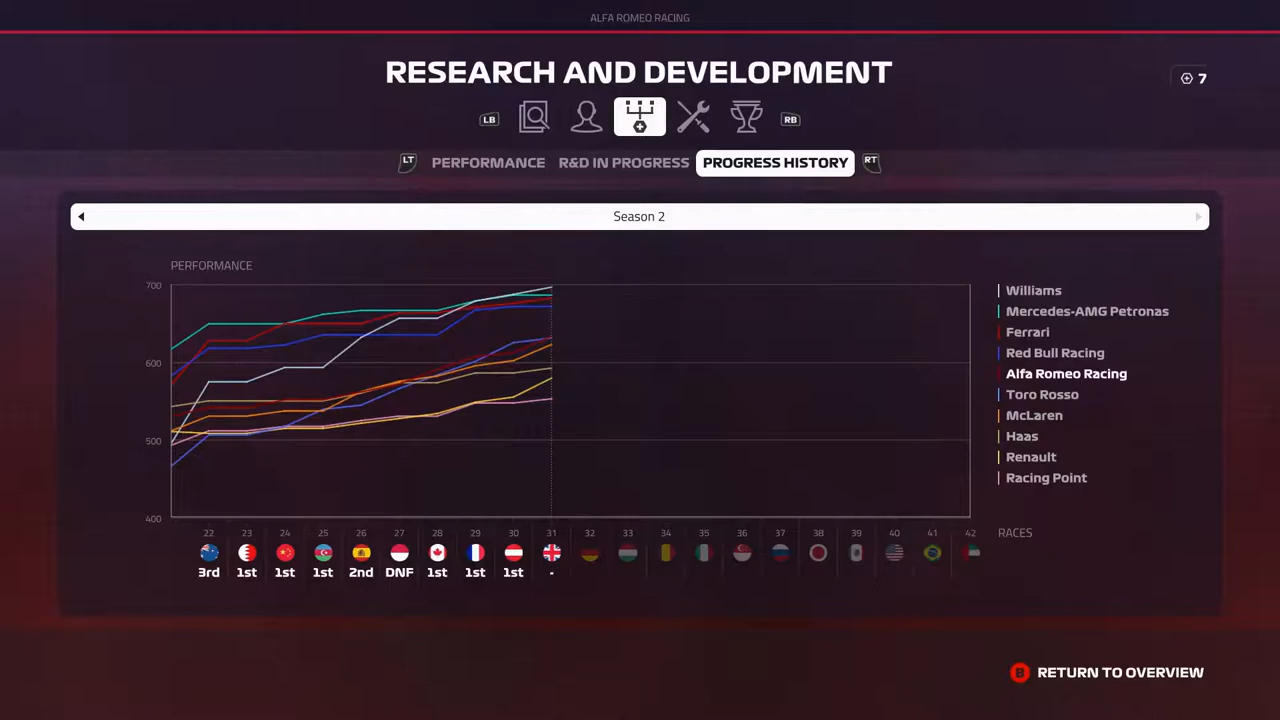 ALFA ROMEO RACING
RESEARCH AND DEVELOPMENT
7
LB RB
LT PERFORMANCE R&D IN PROGRESS PROGRESS HISTORY RT
Season 2
PERFORMANCE
700
600
500
400
Williams
Mercedes-AMG Petronas
Ferrari
Red Bull Racing
Alfa Romeo Racing
Toro Rosso
McLaren
Haas
Renault
Racing Point
22 23 24 25 26 27 28 29 30 31 32 33 34 35 36 37 38 39 40 41 42 RACES
3rd 1st 1st 1st 2nd DNF 1st 1st 1st -
B RETURN TO OVERVIEW